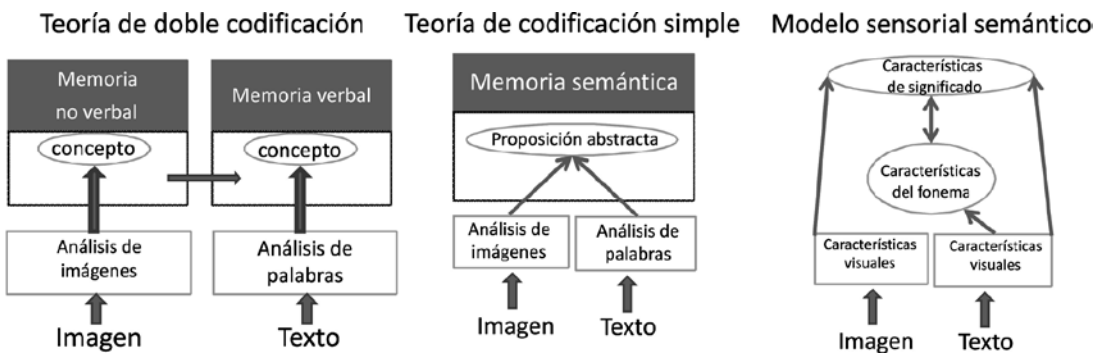 Teoría de doble codificación
Memoria
no verbal
Memoria verbal
concepto
concepto
Análisis de
imágenes
Análisis de
palabras
Imagen
Texto
Teoría de codificación simple
Memoria semántica
Proposición abstracta
Análisis de
imágenes
Análisis de
palabras
Imagen
Texto
Modelo sensorial semántico
Características
de significado
Características
del fonema
Características
visuales
Características
visuales
Imagen
Texto